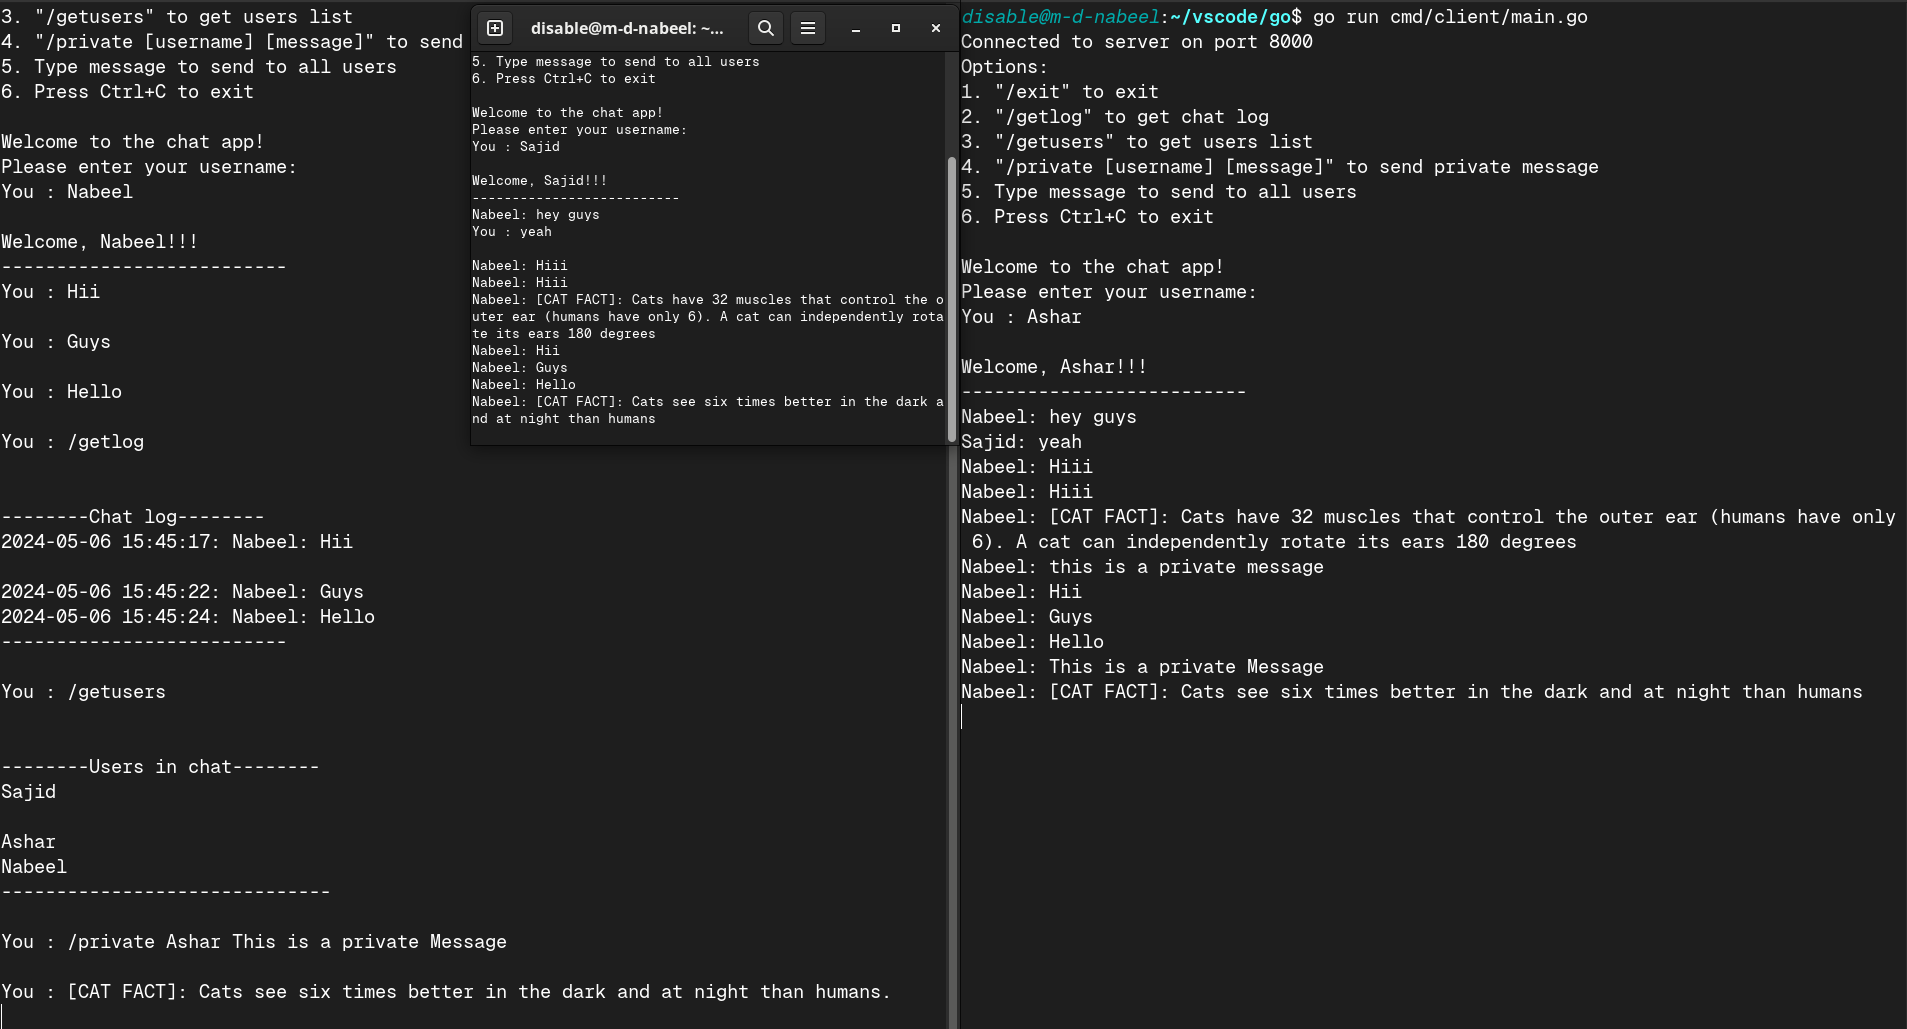 3. "/getusers" to get users list
4. "/private [username] [message]" to send
5. Type message to send to all users
6. Press Ctrl+C to exit
Welcome to the chat app!
Please enter your username:
You : Nabeel
Welcome, Nabeel!!!
--------------------------
You : Hii
You : Guys
You : Hello
You : /getlog
--------Chat log--------
2024-05-06 15:45:17: Nabeel: Hii
2024-05-06 15:45:22: Nabeel: Guys
2024-05-06 15:45:24: Nabeel: Hello
--------------------------
You : /getusers
--------Users in chat--------
Sajid
Ashar
Nabeel
------------------------------
You : /private Ashar This is a private Message
You : [CAT FACT]: Cats see six times better in the dark and at night than humans.
disable@m-d-nabeel: ~...
5. Type message to send to all users
6. Press Ctrl+C to exit
Welcome to the chat app!
Please enter your username:
You : Sajid
Welcome, Sajid!!!
--------------------------
Nabeel: hey guys
You : yeah
Nabeel: Hiii
Nabeel: Hiii
Nabeel: [CAT FACT]: Cats have 32 muscles that control the o
uter ear (humans have only 6). A cat can independently rota
te its ears 180 degrees
Nabeel: Hii
Nabeel: Guys
Nabeel: Hello
Nabeel: [CAT FACT]: Cats see six times better in the dark a
nd at night than humans
disable@m-d-nabeel:~/vscode/go$ go run cmd/client/main.go
Connected to server on port 8000
Options:
1. "/exit" to exit
2. "/getlog" to get chat log
3. "/getusers" to get users list
4. "/private [username] [message]" to send private message
5. Type message to send to all users
6. Press Ctrl+C to exit
Welcome to the chat app!
Please enter your username:
You : Ashar
Welcome, Ashar!!!
--------------------------
Nabeel: hey guys
Sajid: yeah
Nabeel: Hiii
Nabeel: Hiii
Nabeel: [CAT FACT]: Cats have 32 muscles that control the outer ear (humans have only
6). A cat can independently rotate its ears 180 degrees
Nabeel: this is a private message
Nabeel: Hii
Nabeel: Guys
Nabeel: Hello
Nabeel: This is a private Message
Nabeel: [CAT FACT]: Cats see six times better in the dark and at night than humans